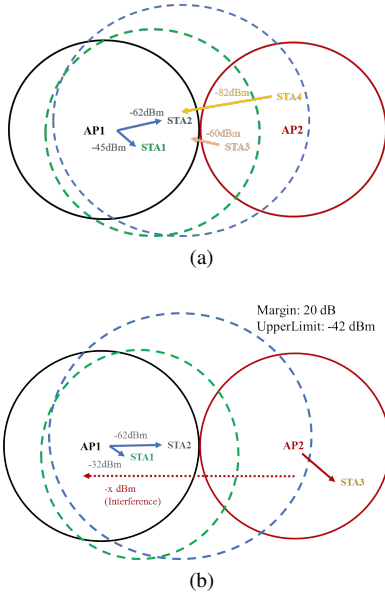 -82dBm
STA4
-62dBm
STA2
AP1
AP2
-60dBm
-45dBm
STA1
STA3
(a)
Margin: 20 dB
UpperLimit: -42 dBm
-62dBm
AP1
STA2
AP2
STA1
-32dBm
STA3
-x dBm
(Interference)
(b)